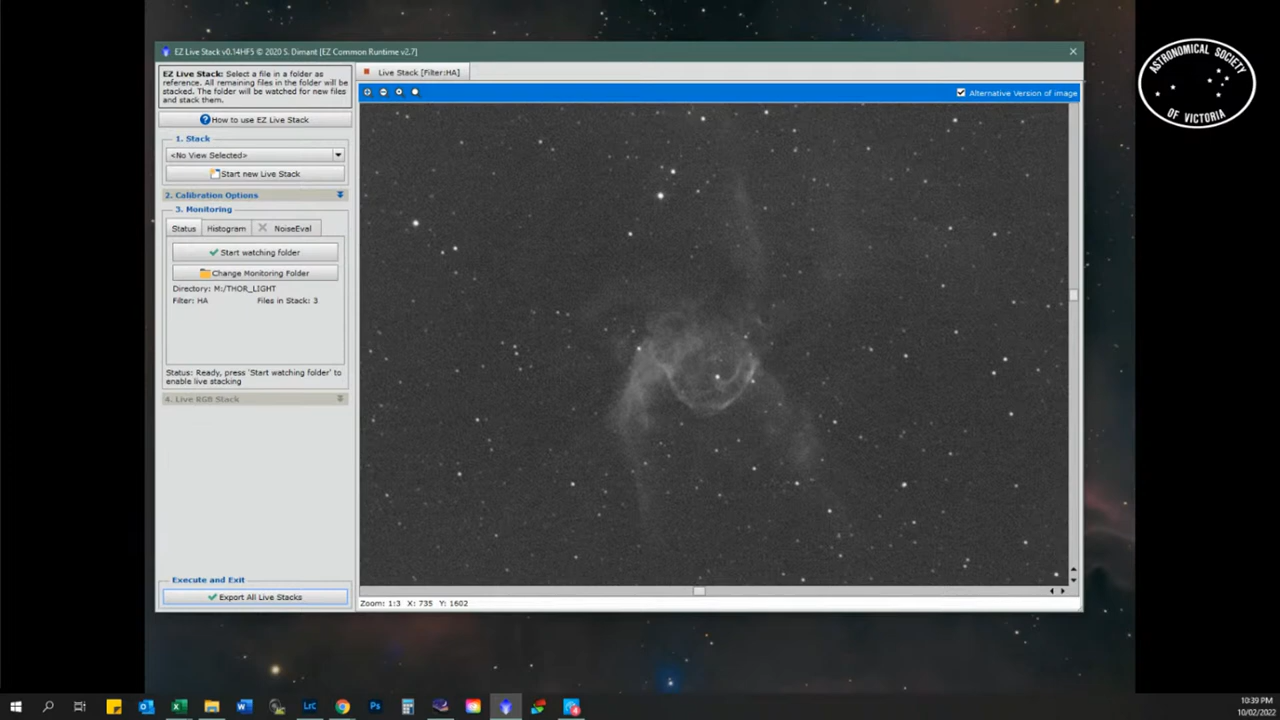 EZ Live Stack v0.14HF5 © 2020 S. Dimant [EZ Common Runtime v2.7]
EZ Live Stack: Select a file in a folder as
reference. All remaining files in the folder will be
stacked. The folder will be watched for new files
and stack them.
How to use EZ Live Stack
1. Stack
<No View Selected>
Start new Live Stack
2. Calibration Options
3. Monitoring
Status Histogram NoiseEval
Start watching folder
Change Monitoring Folder
Directory: M:/THOR_LIGHT
Filter: HA Files in Stack: 3
Status: Ready, press 'Start watching folder' to
enable live stacking
4. Live RGB Stack
Execute and Exit
Export All Live Stacks
Live Stack [Filter:HA]
Alternative Version of image
Zoom: 1:3 X: 735 Y: 1602
ASTRONOMICAL SOCIETY
OF VICTORIA
LrC
Ps
10:39 PM
10/02/2022